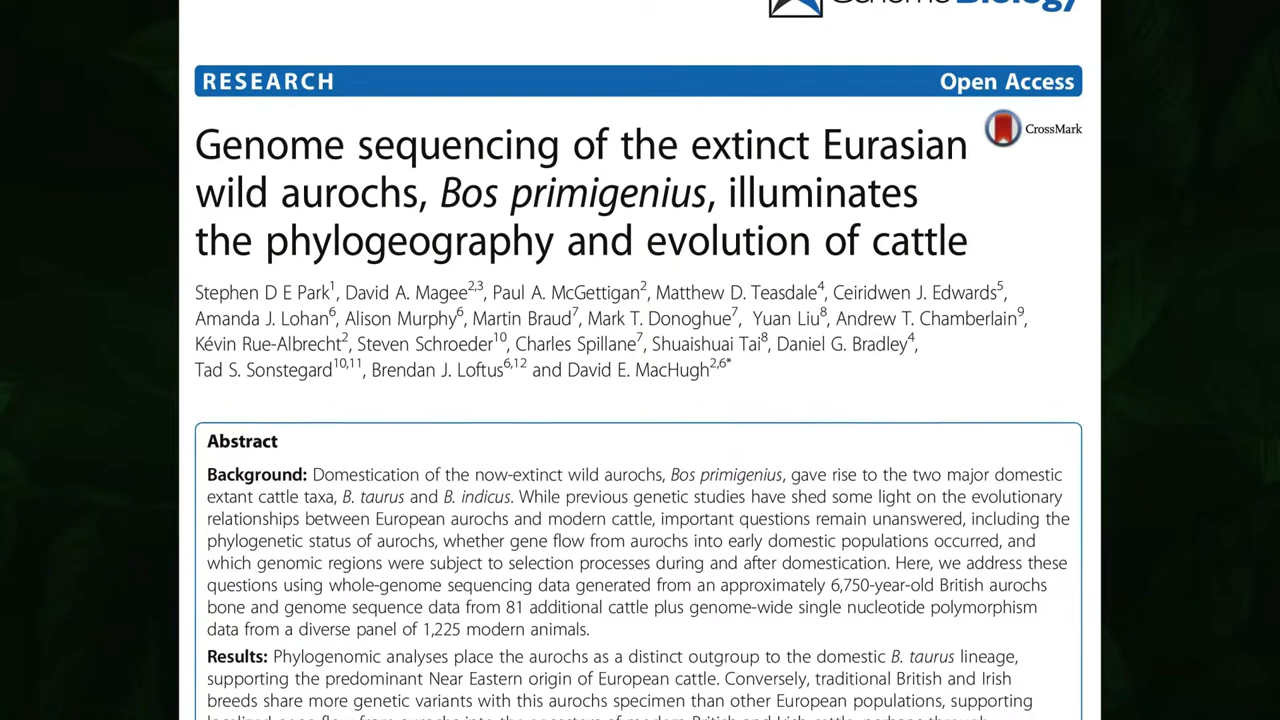 Genome Biology
RESEARCH Open Access
CrossMark
Genome sequencing of the extinct Eurasian
wild aurochs, Bos primigenius, illuminates
the phylogeography and evolution of cattle
Stephen D E Park1, David A. Magee2,3, Paul A. McGettigan2, Matthew D. Teasdale4, Ceiridwen J. Edwards5,
Amanda J. Lohan6, Alison Murphy6, Martin Braud7, Mark T. Donoghue7, Yuan Liu8, Andrew T. Chamberlain9,
Kévin Rue-Albrecht2, Steven Schroeder10, Charles Spillane7, Shuaishuai Tai8, Daniel G. Bradley4,
Tad S. Sonstegard10,11, Brendan J. Loftus6,12 and David E. MacHugh2,6*
Abstract
Background: Domestication of the now-extinct wild aurochs, Bos primigenius, gave rise to the two major domestic
extant cattle taxa, B. taurus and B. indicus. While previous genetic studies have shed some light on the evolutionary
relationships between European aurochs and modern cattle, important questions remain unanswered, including the
phylogenetic status of aurochs, whether gene flow from aurochs into early domestic populations occurred, and
which genomic regions were subject to selection processes during and after domestication. Here, we address these
questions using whole-genome sequencing data generated from an approximately 6,750-year-old British aurochs
bone and genome sequence data from 81 additional cattle plus genome-wide single nucleotide polymorphism
data from a diverse panel of 1,225 modern animals.
Results: Phylogenomic analyses place the aurochs as a distinct outgroup to the domestic B. taurus lineage,
supporting the predominant Near Eastern origin of European cattle. Conversely, traditional British and Irish
breeds share more genetic variants with this aurochs specimen than other European populations, supporting